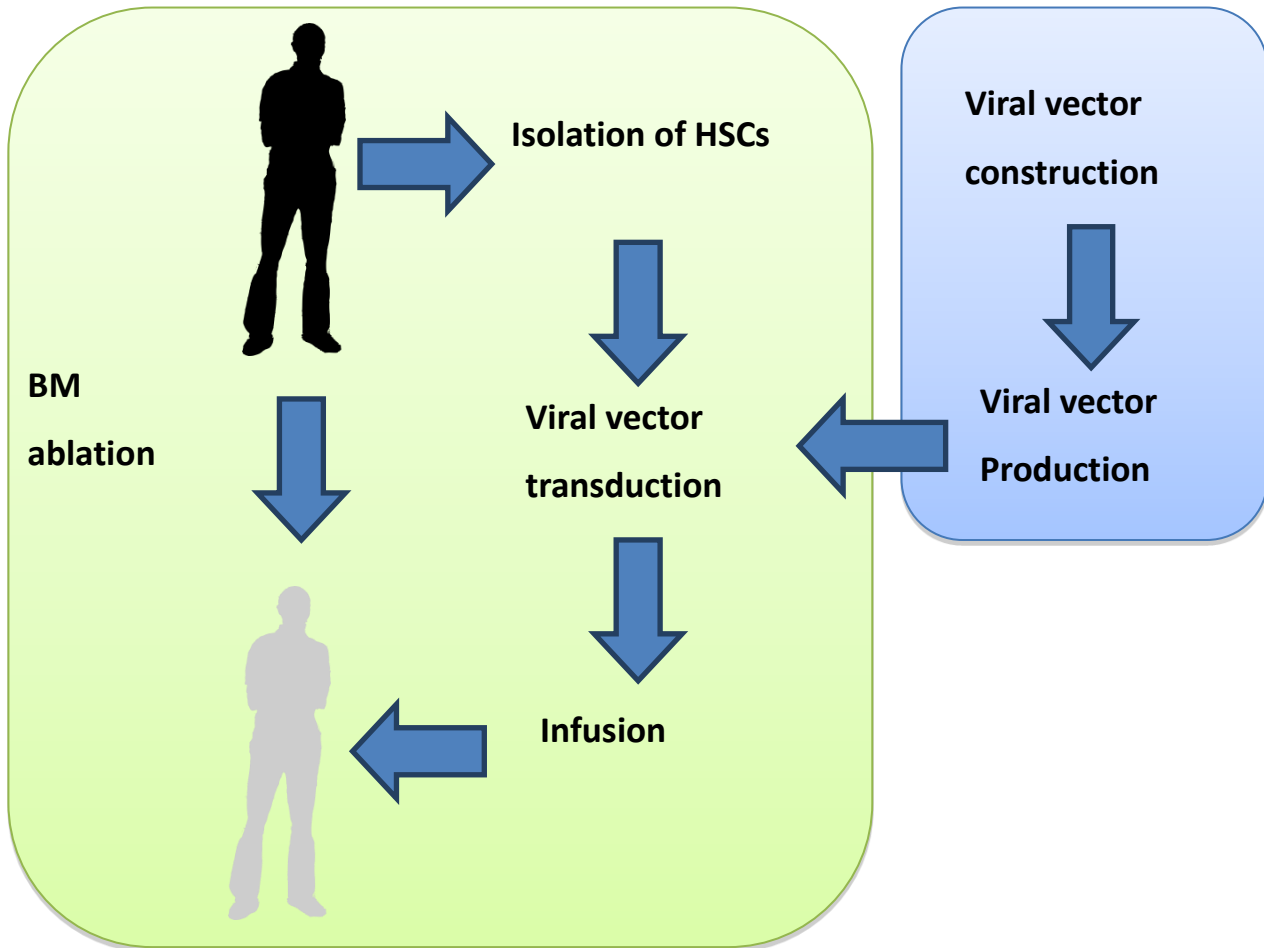 Isolation of HSCs
Viral vector
construction
BM
ablation
Viral vector
transduction
Viral vector
Production
Infusion